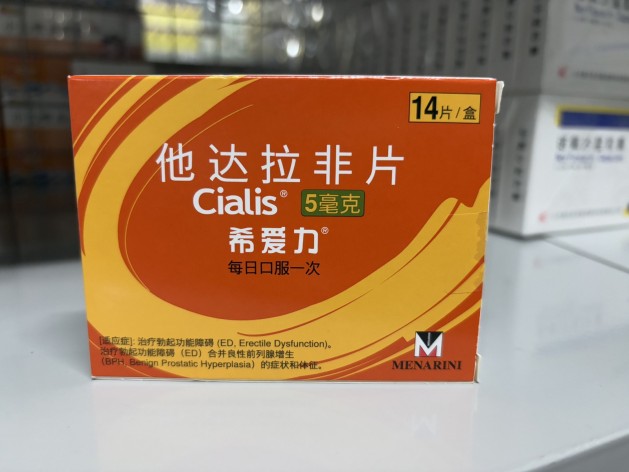 14片/盒
他达拉非片
Cialis® 5毫克
希爱力®
每日口服一次
[适应症]: 治疗勃起功能障碍 (ED, Erectile Dysfunction)。
治疗勃起功能障碍 (ED) 合并良性前列腺增生
(BPH, Benign Prostatic Hyperplasia) 的症状和体征。
M
MENARINI